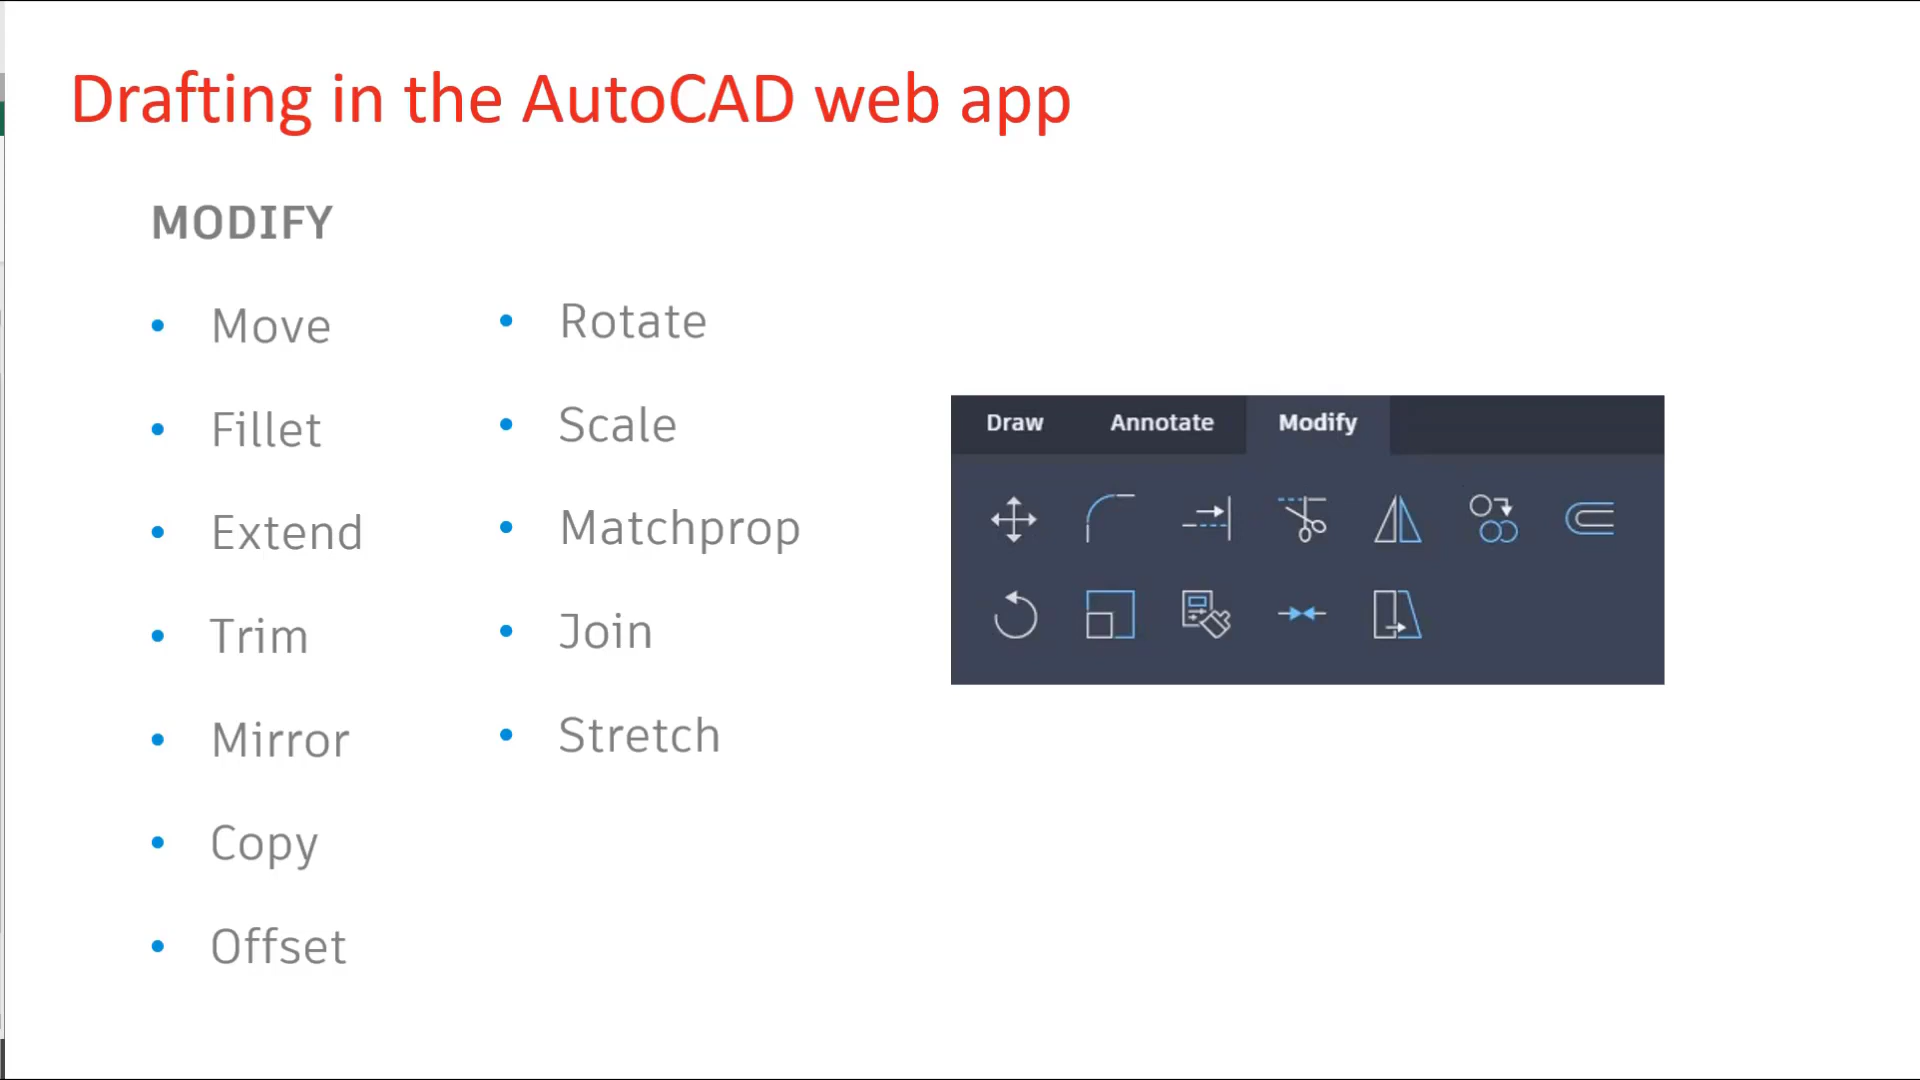 Drafting in the AutoCAD web app
MODIFY
Move
Fillet
Extend
Trim
Mirror
Copy
Offset
Rotate
Scale
Matchprop
Join
Stretch
Draw Annotate Modify